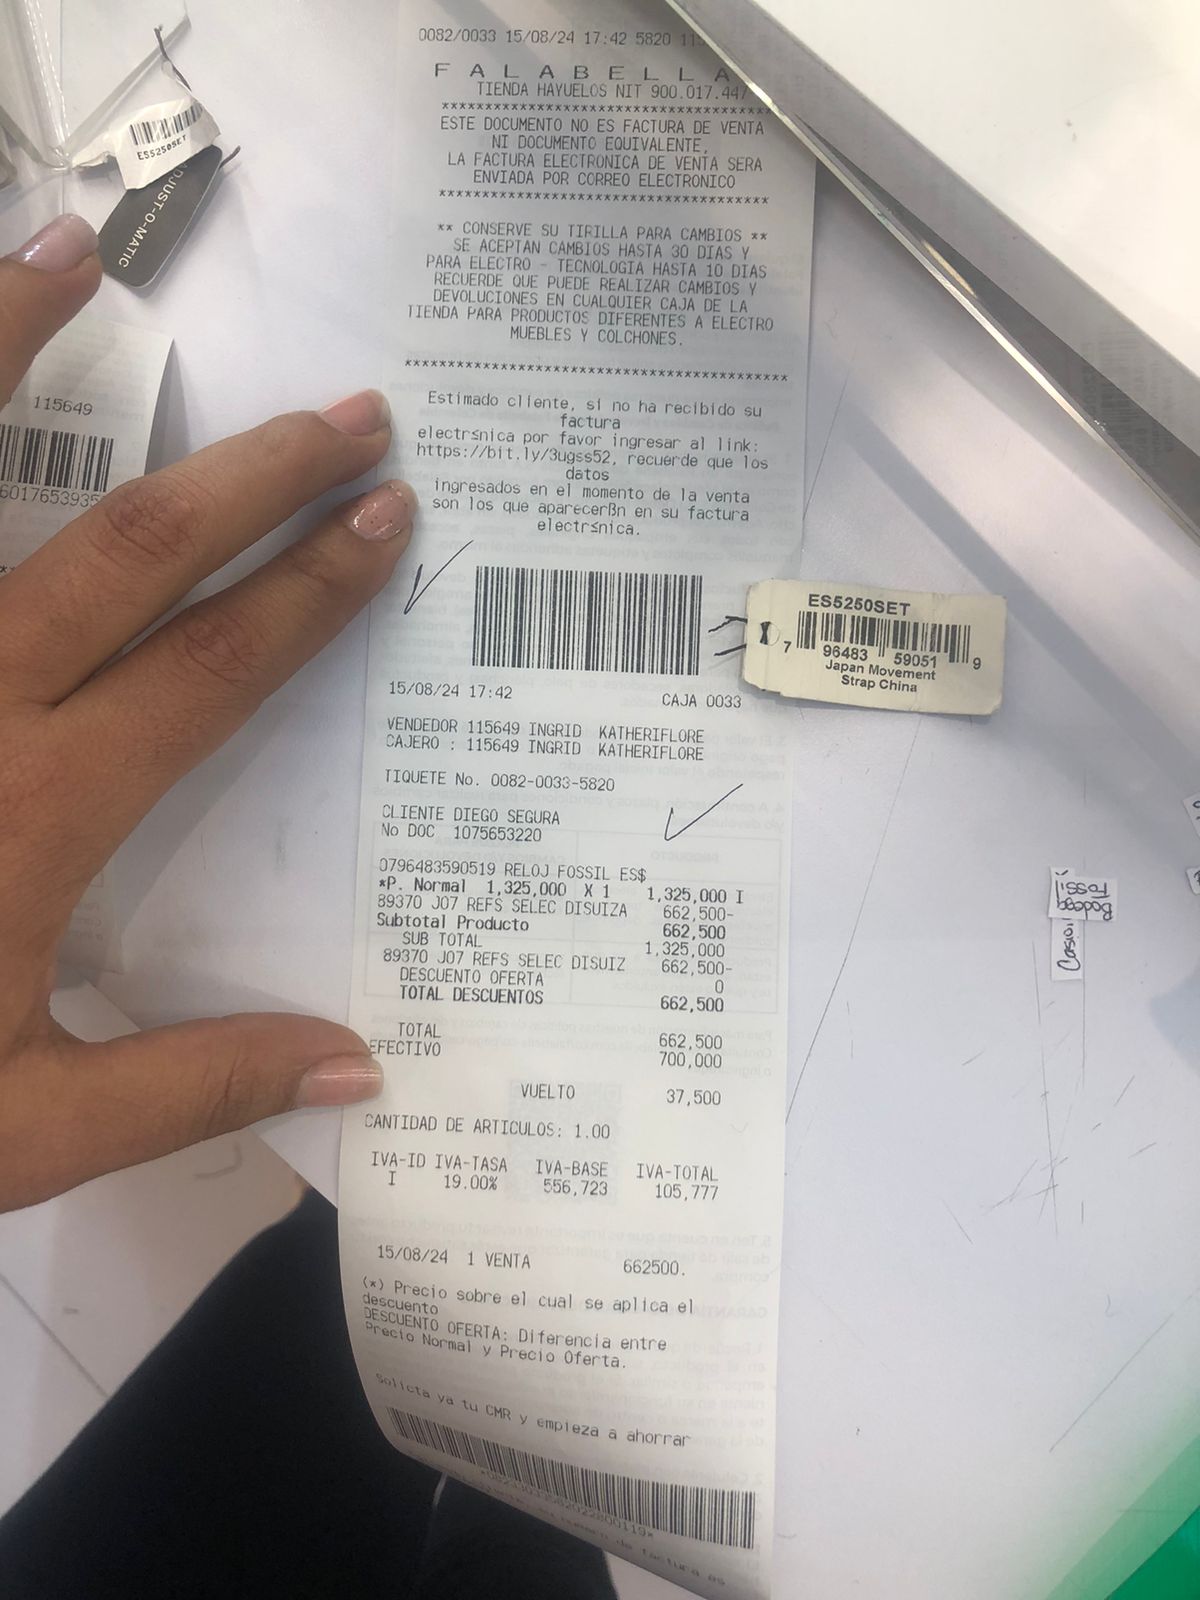 0082/0033 15/08/24 17:42 5820
F A L A B E L L A
TIENDA HAYUELOS NIT 900.017.447
****************************************
ESTE DOCUMENTO NO ES FACTURA DE VENTA
NI DOCUMENTO EQUIVALENTE.
LA FACTURA ELECTRONICA DE VENTA SERA
ENVIADA POR CORREO ELECTRONICO
****************************************
** CONSERVE SU TIRILLA PARA CAMBIOS **
SE ACEPTAN CAMBIOS HASTA 30 DIAS Y
PARA ELECTRO - TECNOLOGIA HASTA 10 DIAS
RECUERDE QUE PUEDE REALIZAR CAMBIOS Y
DEVOLUCIONES EN CUALQUIER CAJA DE LA
TIENDA PARA PRODUCTOS DIFERENTES A ELECTRO
MUEBLES Y COLCHONES.
****************************************
Estimado cliente, si no ha recibido su
factura
electr≤nica por favor ingresar al link:
https://bit.ly/3ugss52, recuerde que los
datos
ingresados en el momento de la venta
son los que aparecerßn en su factura
electr≤nica.
15/08/24 17:42 CAJA 0033
VENDEDOR 115649 INGRID KATHERIFLORE
CAJERO : 115649 INGRID KATHERIFLORE
TIQUETE No. 0082-0033-5820
CLIENTE DIEGO SEGURA
No DOC 1075653220
0796483590519 RELOJ FOSSIL ES$
*P. Normal 1,325,000 X 1 1,325,000 I
89370 J07 REFS SELEC DISUIZA 662,500-
Subtotal Producto 662,500
SUB TOTAL 1,325,000
89370 J07 REFS SELEC DISUIZ 662,500-
DESCUENTO OFERTA 0
TOTAL DESCUENTOS 662,500
TOTAL 662,500
EFECTIVO 700,000
VUELTO 37,500
CANTIDAD DE ARTICULOS: 1.00
IVA-ID IVA-TASA IVA-BASE IVA-TOTAL
I 19.00% 556,723 105,777
15/08/24 1 VENTA 662500.
(*) Precio sobre el cual se aplica el
descuento
DESCUENTO OFERTA: Diferencia entre
Precio Normal y Precio Oferta.
Solicta ya tu CMR y empieza a ahorrar
ES5250SET
7 96483 59051 9
Japan Movement
Strap China
ES5250SET
ADJUST-O-MATIC
115649
Bodega
Foss
Casio